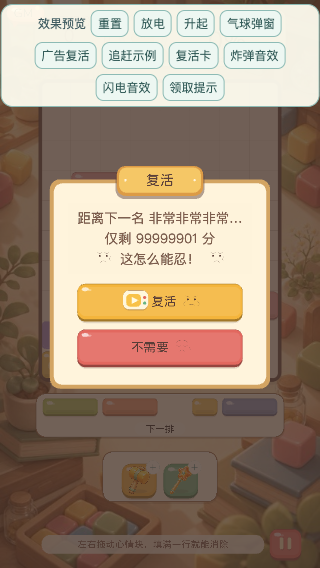 效果预览 重置 放电 升起 气球弹窗
广告复活 追赶示例 复活卡 炸弹音效
闪电音效 领取提示
复活
距离下一名 非常非常非常...
仅剩 99999901 分
这怎么能忍!
复活
不需要
下一排
左右拖动心情块，填满一行就能消除